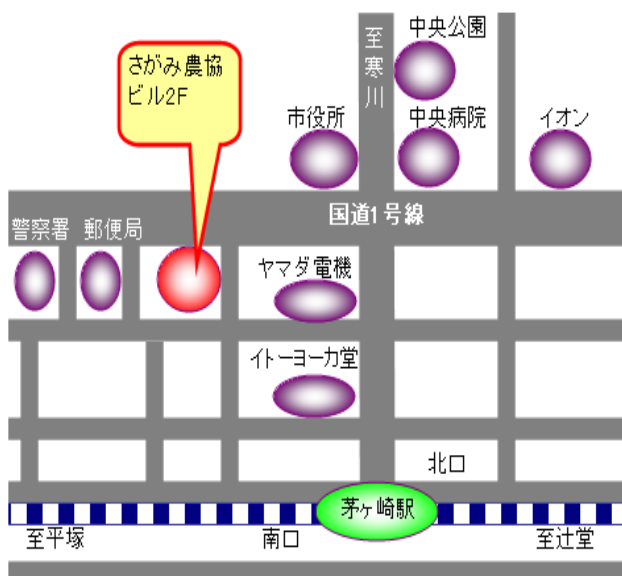 中央公園
至寒川
さがみ農協
ビル2F
市役所
中央病院
イオン
国道1号線
警察署
郵便局
ヤマダ電機
イトーヨーカ堂
北口
茅ヶ崎駅
至平塚
南口
至辻堂